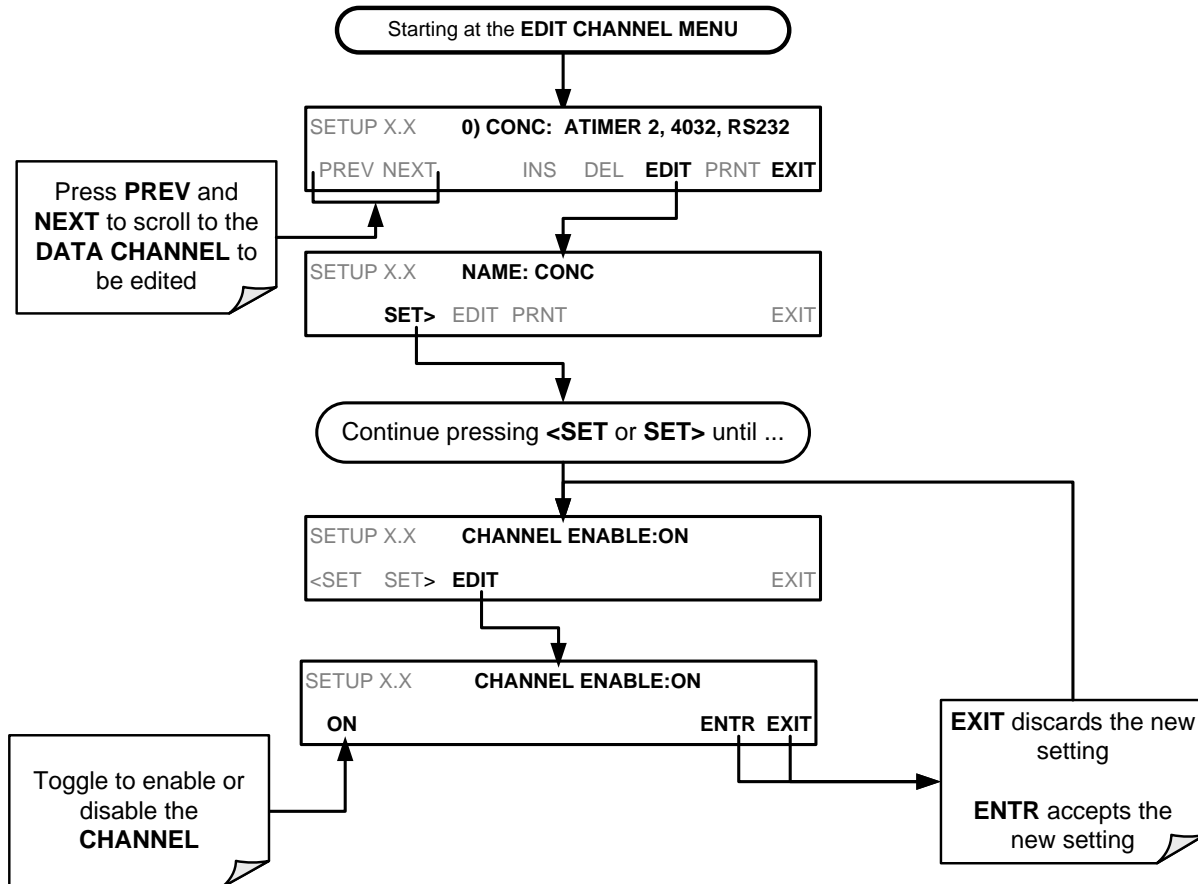 Starting at the EDIT CHANNEL MENU
SETUP X.X 0) CONC: ATIMER 2, 4032, RS232
PREV NEXT INS DEL EDIT PRNT EXIT
Press PREV and
NEXT to scroll to the
DATA CHANNEL to
be edited
SETUP X.X NAME: CONC
SET> EDIT PRNT EXIT
Continue pressing <SET or SET> until ...
SETUP X.X CHANNEL ENABLE:ON
<SET SET> EDIT EXIT
SETUP X.X CHANNEL ENABLE:ON
ON ENTR EXIT
Toggle to enable or
disable the
CHANNEL
EXIT discards the new
setting
ENTR accepts the
new setting